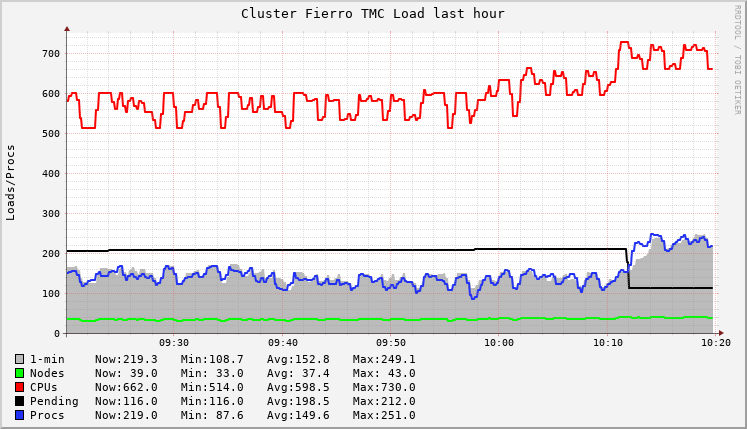 Cluster Fierro TMC Load last hour
RRDTOOL / TOBI OETIKER
Loads/Procs
700
600
500
400
300
200
100
0
09:30 09:40 09:50 10:00 10:10 10:20
1-min Now:219.3 Min:108.7 Avg:152.8 Max:249.1
Nodes Now: 39.0 Min: 33.0 Avg: 37.4 Max: 43.0
CPUs Now:662.0 Min:514.0 Avg:598.5 Max:730.0
Pending Now:116.0 Min:116.0 Avg:198.5 Max:212.0
Procs Now:219.0 Min: 87.6 Avg:149.6 Max:251.0